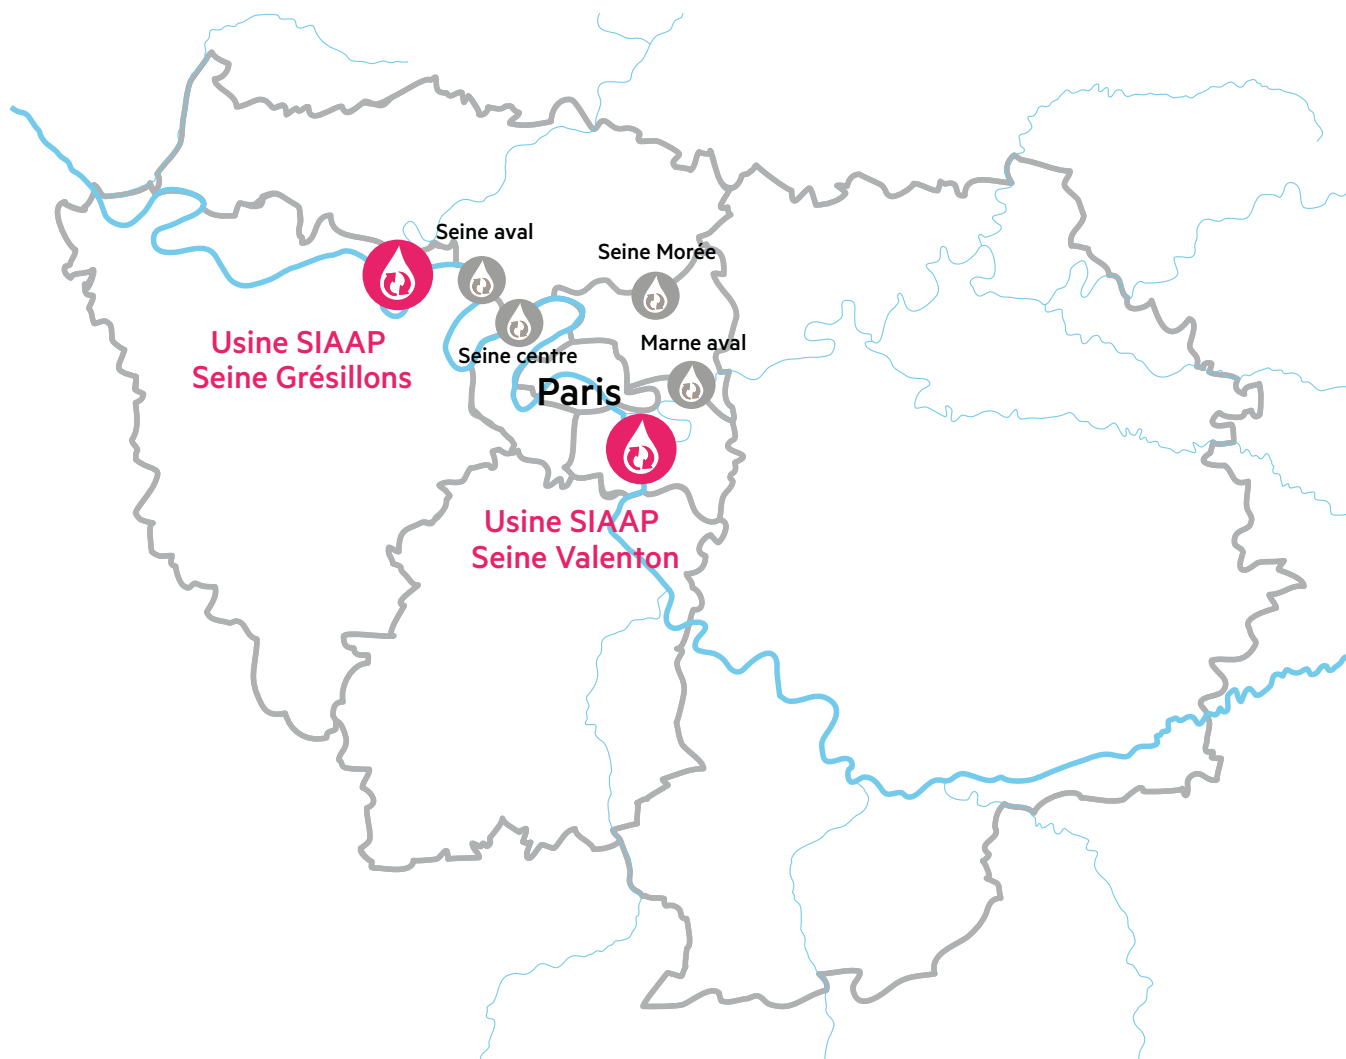 Seine aval
Seine Morée
Usine SIAAP
Seine Grésillons
Seine centre
Marne aval
Paris
Usine SIAAP
Seine Valenton